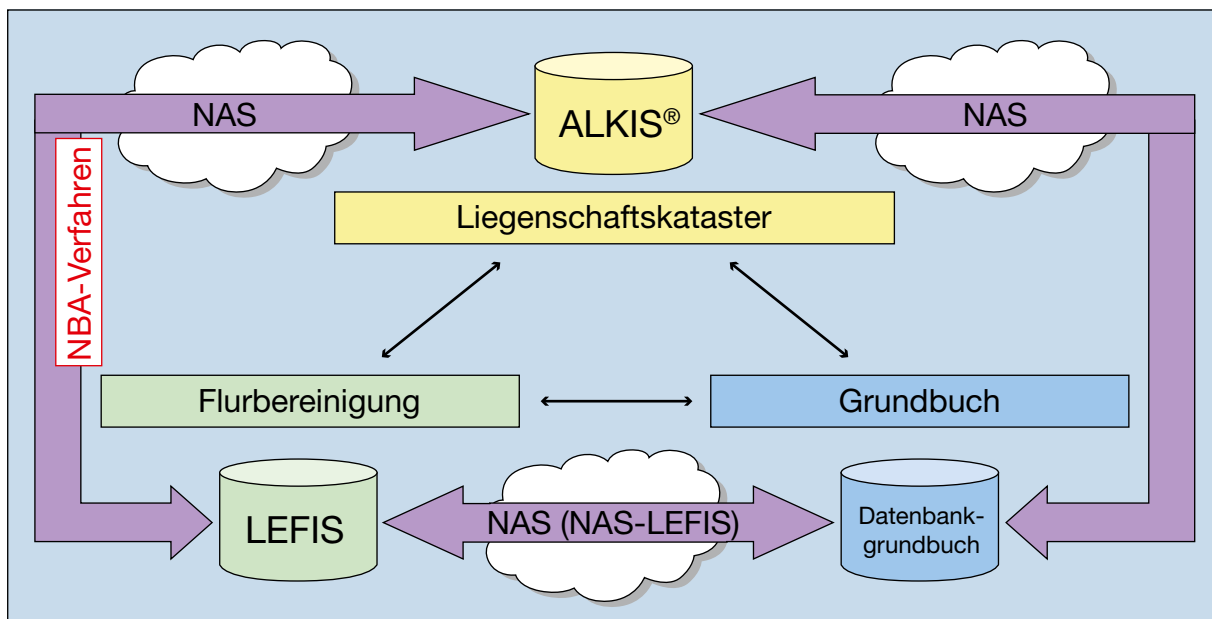 NAS
ALKIS®
NAS
NBA-Verfahren
Liegenschaftskataster
Flurbereinigung
Grundbuch
LEFIS
NAS (NAS-LEFIS)
Datenbank-
grundbuch